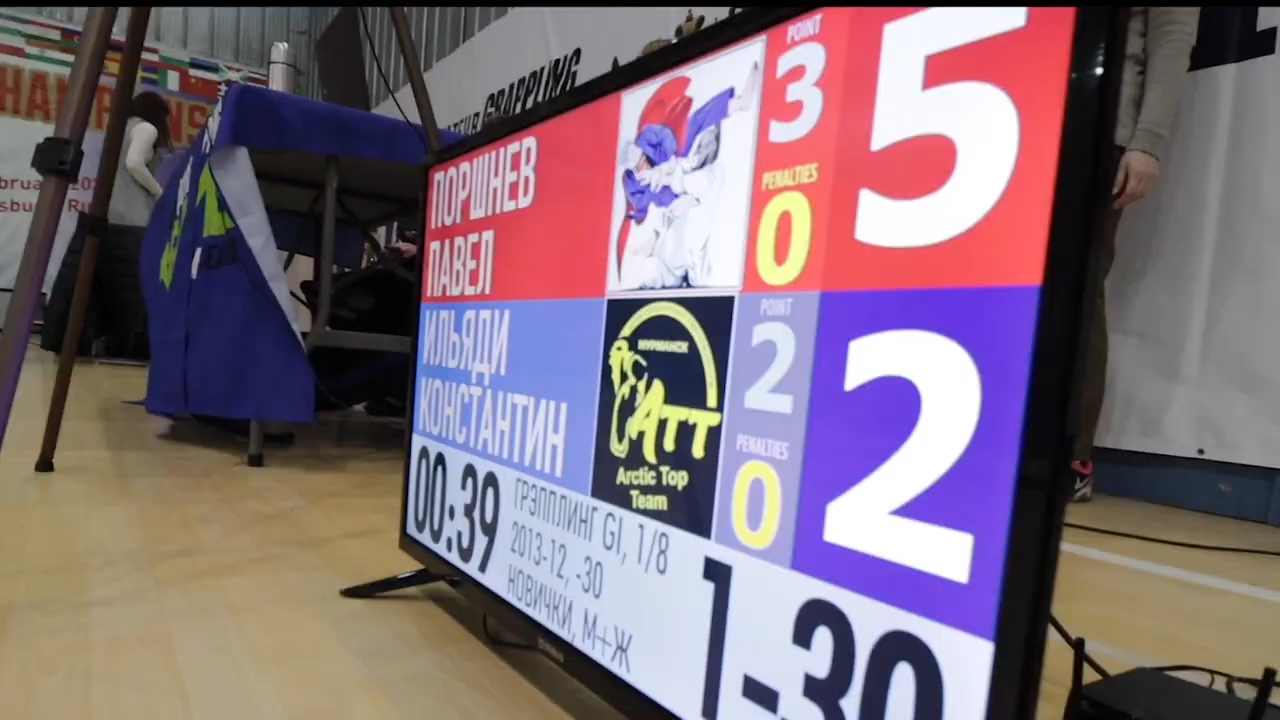 GRAPPLING
POINT
3
5
ПОРШНЕВ
ПАВЕЛ
PENALTIES
0
ИЛЬЯДИ
КОНСТАНТИН
МУРМАНСК
АТТ
Arctic Top
Team
POINT
2
2
PENALTIES
0
00:39
ГРЭППЛИНГ GI, 1/8
2013-12, -30
НОВИЧКИ, М+Ж
1-30